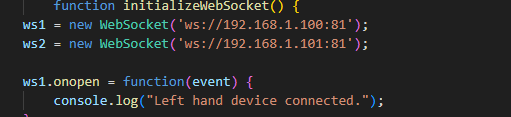 function initializeWebSocket() {
ws1 = new WebSocket('ws://192.168.1.100:81');
ws2 = new WebSocket('ws://192.168.1.101:81');
ws1.onopen = function(event) {
console.log("Left hand device connected.");